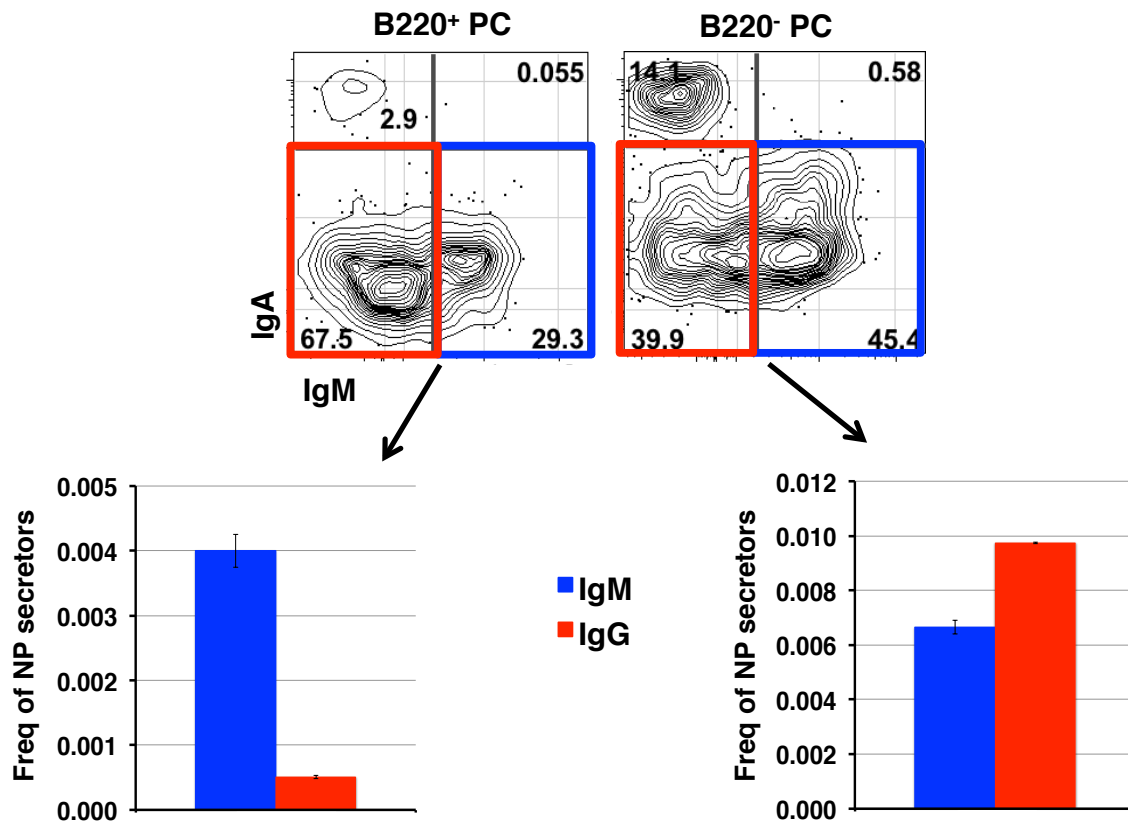 B220⁺ PC
B220⁻ PC
0.055
2.9
67.5
29.3
14.1
0.58
39.9
45.4
IgA
IgM
Freq of NP secretors
0.005
0.004
0.003
0.002
0.001
0.000
IgM
IgG
Freq of NP secretors
0.012
0.010
0.008
0.006
0.004
0.002
0.000